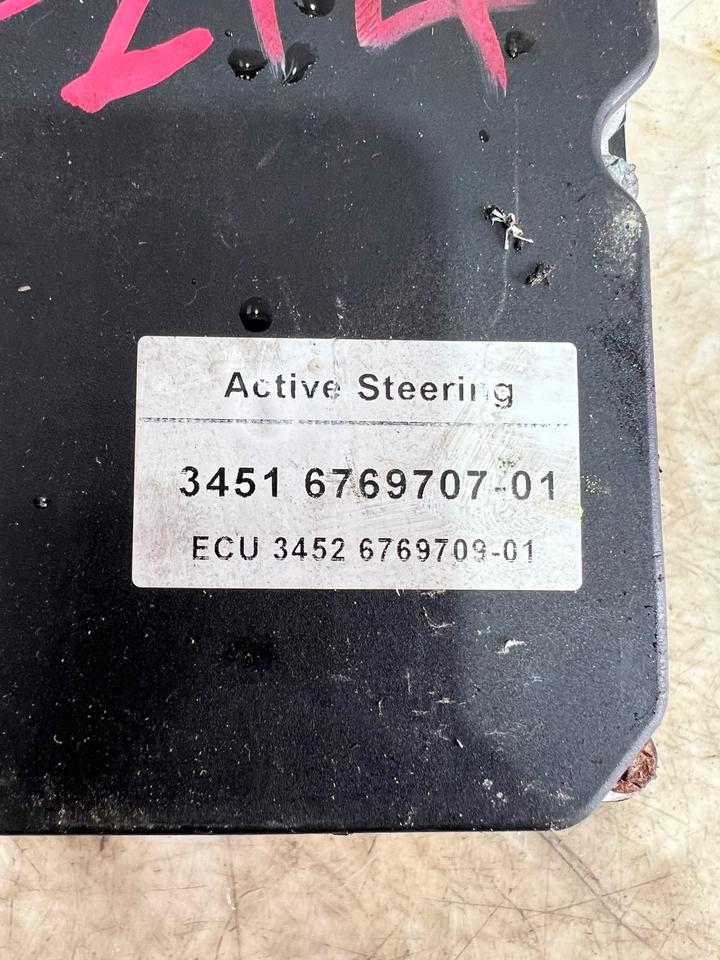 Active Steering
3451 6769707-01
ECU 3452 6769709-01